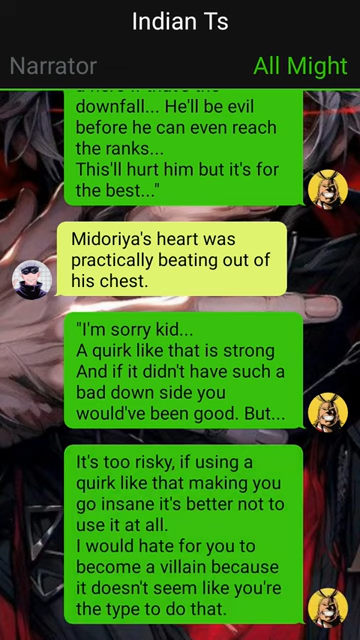 Indian Ts
Narrator
All Might
downfall... He'll be evil
before he can even reach
the ranks...
This'll hurt him but it's for
the best..."
Midoriya's heart was
practically beating out of
his chest.
"I'm sorry kid...
A quirk like that is strong
And if it didn't have such a
bad down side you
would've been good. But...
It's too risky, if using a
quirk like that making you
go insane it's better not to
use it at all.
I would hate for you to
become a villain because
it doesn't seem like you're
the type to do that.